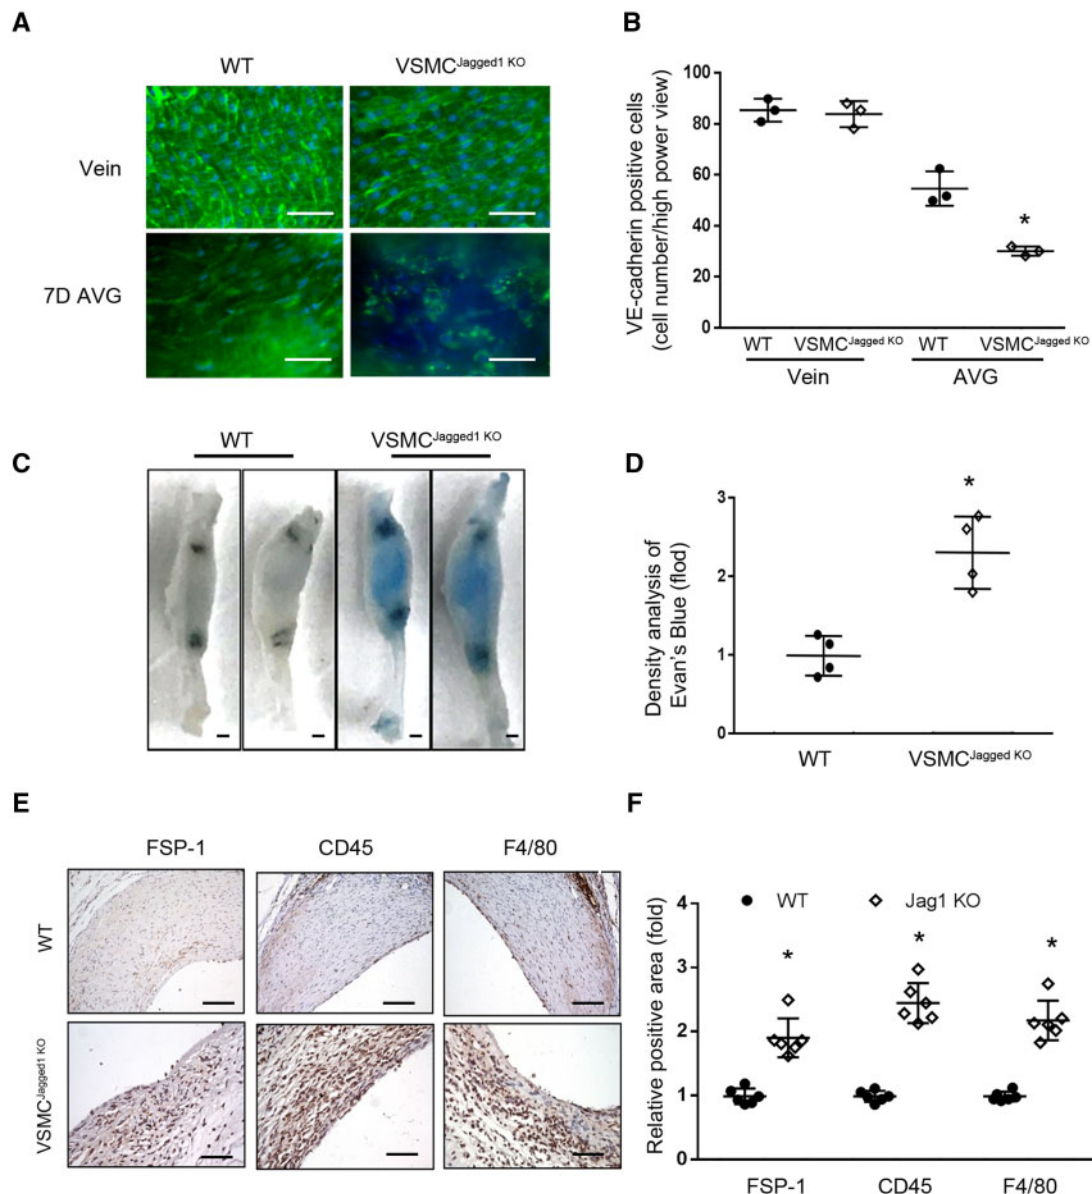 A
WT
VSMC^Jagged1 KO
Vein
7D AVG
B
VE-cadherin positive cells
(cell number/high power view)
100
80
60
40
20
0
*
WT
VSMC^Jagged KO
WT
VSMC^Jagged KO
Vein
AVG
C
WT
VSMC^Jagged1 KO
D
Density analysis of
Evan's Blue (flod)
3
2
1
0
*
WT
VSMC^Jagged KO
E
FSP-1
CD45
F4/80
WT
VSMC^Jagged1 KO
F
Relative positive area (fold)
4
3
2
1
0
WT
Jag1 KO
*
*
*
FSP-1
CD45
F4/80